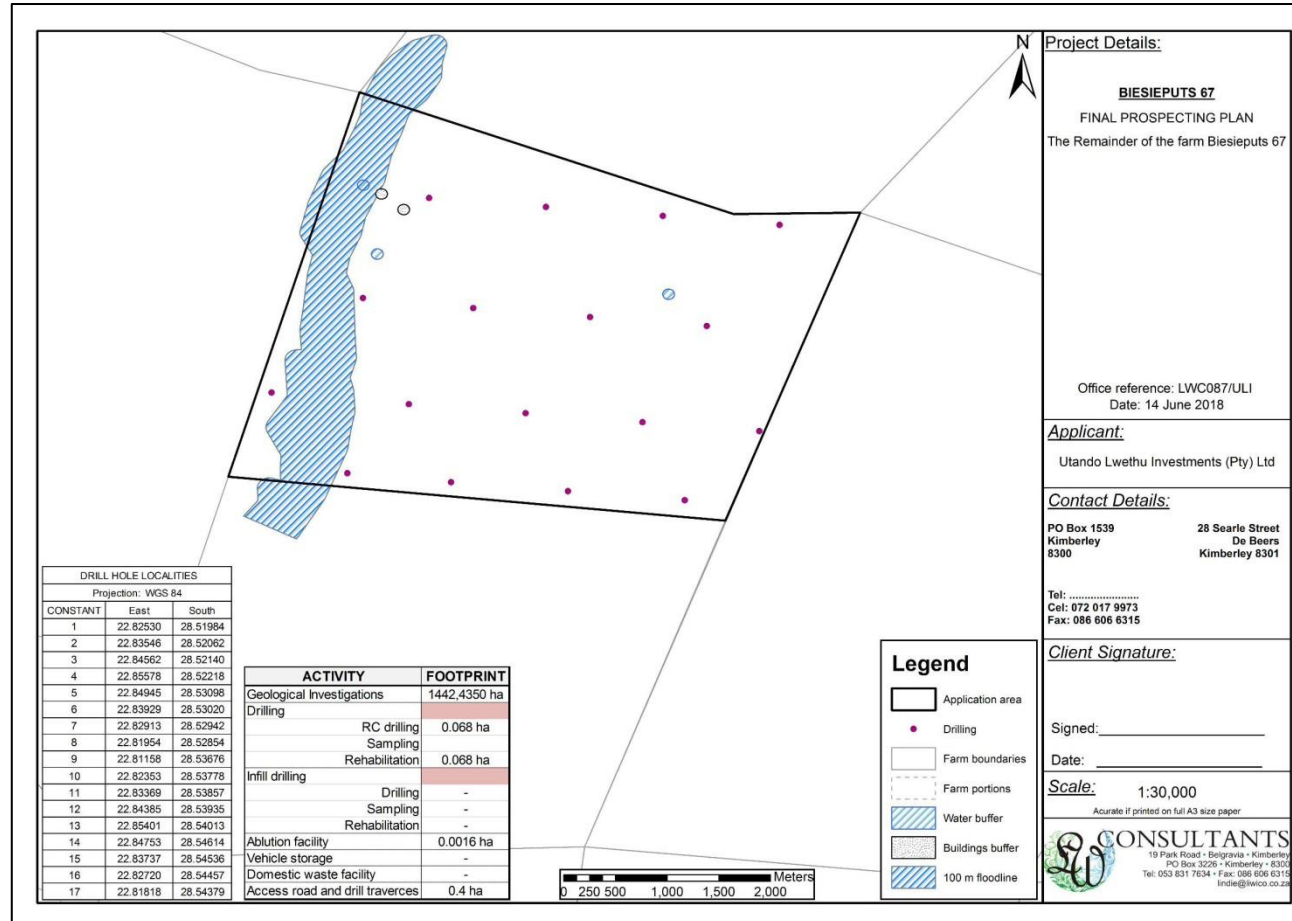 N
Project Details:
BIESIEPUTS 67
FINAL PROSPECTING PLAN
The Remainder of the farm Biesieputs 67
Office reference: LWC087/ULI
Date: 14 June 2018
Applicant:
Utando Lwethu Investments (Pty) Ltd
Contact Details:
PO Box 1539 28 Searle Street
Kimberley De Beers
8300 Kimberley 8301
Tel: .......................
Cel: 072 017 9973
Fax: 086 606 6315
Client Signature:
Signed:
Date:
Scale: 1:30,000
Acurate if printed on full A3 size paper
LW CONSULTANTS
19 Park Road • Belgravia • Kimberley
PO Box 3226 • Kimberley • 8300
Tel: 053 831 7634 • Fax: 086 606 6315
lindie@lwico.co.za
DRILL HOLE LOCALITIES
Projection: WGS 84
CONSTANT East South
1 22.82530 28.51984
2 22.83546 28.52062
3 22.84562 28.52140
4 22.85578 28.52218
5 22.84945 28.53098
6 22.83929 28.53020
7 22.82913 28.52942
8 22.81954 28.52854
9 22.81158 28.53676
10 22.82353 28.53778
11 22.83369 28.53857
12 22.84385 28.53935
13 22.85401 28.54013
14 22.84753 28.54614
15 22.83737 28.54536
16 22.82720 28.54457
17 22.81818 28.54379
ACTIVITY FOOTPRINT
Geological Investigations 1442,4350 ha
Drilling
RC drilling 0.068 ha
Sampling
Rehabilitation 0.068 ha
Infill drilling
Drilling -
Sampling -
Rehabilitation -
Ablution facility 0.0016 ha
Vehicle storage -
Domestic waste facility -
Access road and drill traverces 0.4 ha
Meters
0 250 500 1,000 1,500 2,000
Legend
Application area
Drilling
Farm boundaries
Farm portions
Water buffer
Buildings buffer
100 m floodline